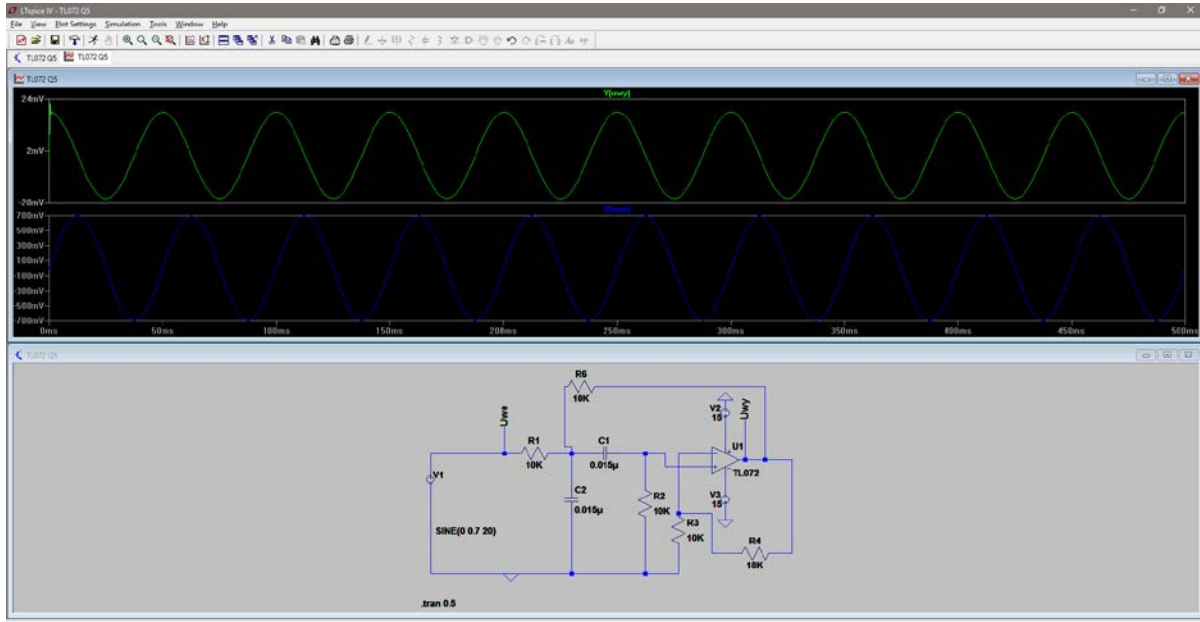 LTspice IV - TL072 Q5
File View Plot Settings Simulation Tools Window Help
TL072 Q5 TL072 Q5
TL072 Q5
V(uwy)
24mV
2mV
-20mV
700mV
500mV
300mV
100mV
-100mV
-300mV
-500mV
-700mV
0ms 50ms 100ms 150ms 200ms 250ms 300ms 350ms 400ms 450ms 500ms
TL072 Q5
R6
10K
V2
15
Uwy
Uwe
R1
10K
C1
0.015µ
U1
TL072
V1
C2
0.015µ
R2
10K
V3
15
R3
10K
R4
18K
SINE(0 0.7 20)
.tran 0.5